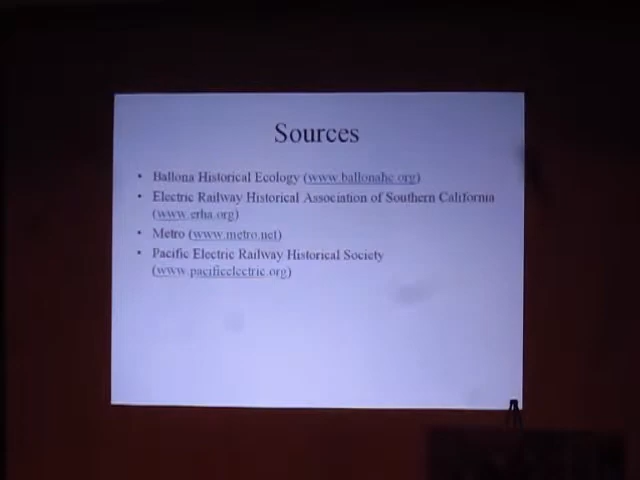 Sources
• Ballona Historical Ecology (www.ballonahe.org)
• Electric Railway Historical Association of Southern California
(www.erha.org)
• Metro (www.metro.net)
• Pacific Electric Railway Historical Society
(www.pacificelectric.org)